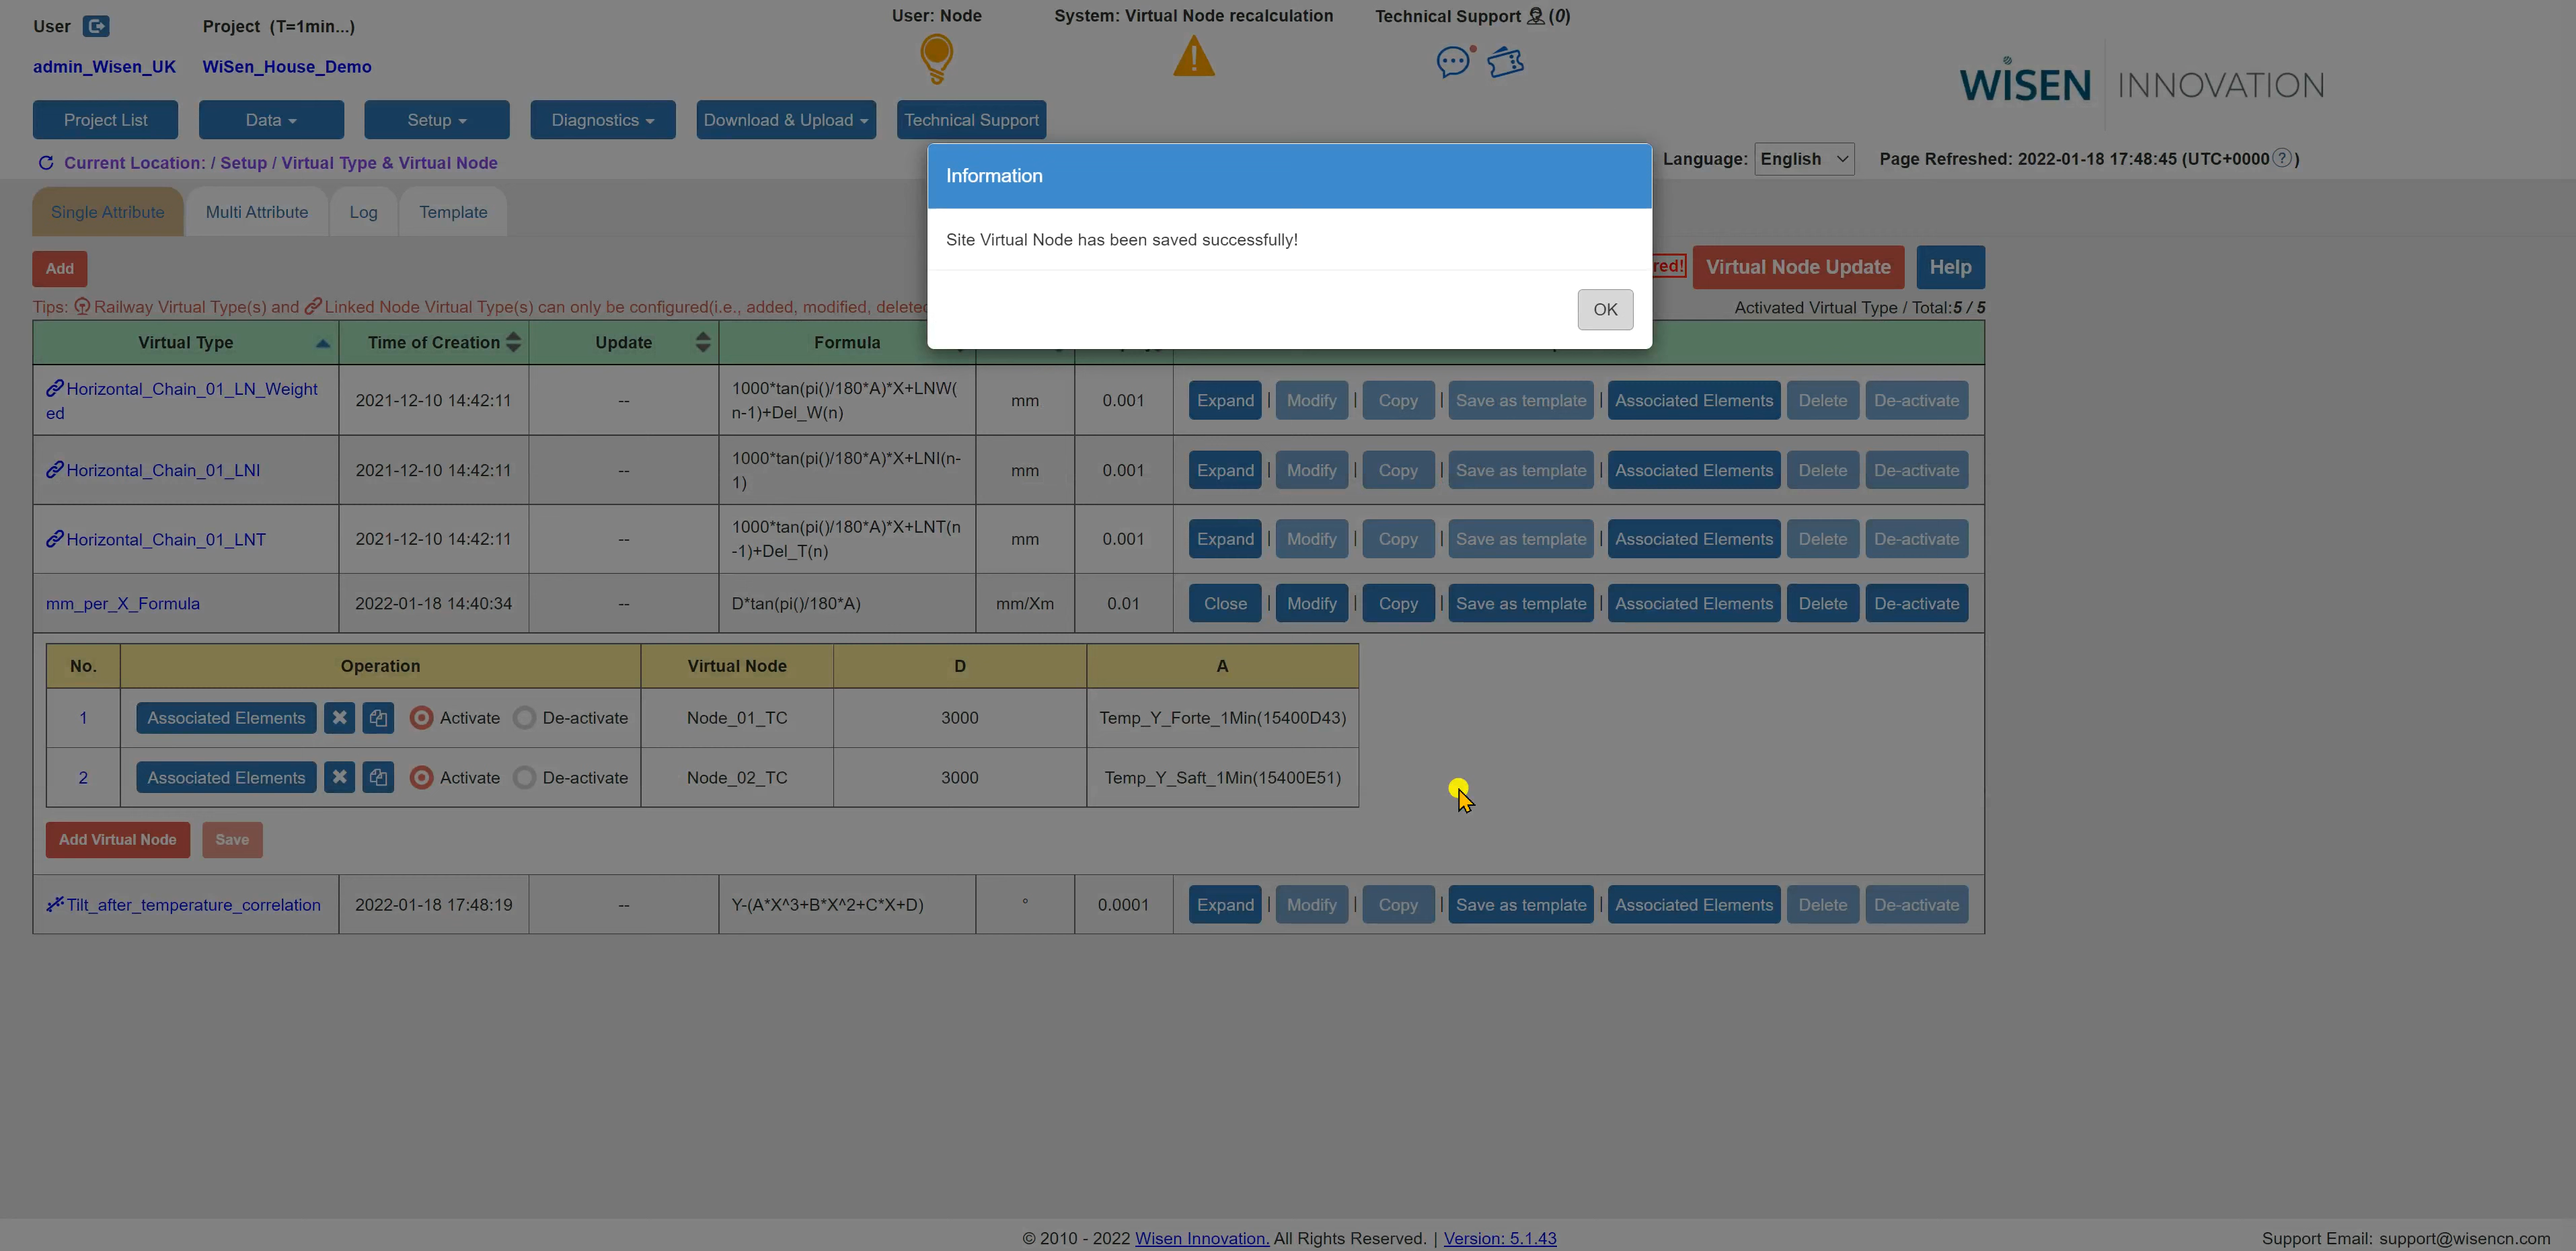 User
Project (T=1min...)
User: Node
System: Virtual Node recalculation
Technical Support (0)
admin_Wisen_UK
WiSen_House_Demo
WISEN INNOVATION
Project List
Data
Setup
Diagnostics
Download & Upload
Technical Support
Current Location: / Setup / Virtual Type & Virtual Node
Language: English
Page Refreshed: 2022-01-18 17:48:45 (UTC+0000 ? )
Information
Site Virtual Node has been saved successfully!
OK
Single Attribute
Multi Attribute
Log
Template
Add
red!
Virtual Node Update
Help
Tips: Railway Virtual Type(s) and Linked Node Virtual Type(s) can only be configured(i.e., added, modified,
Activated Virtual Type / Total:5 / 5
Virtual Type
Time of Creation
Update
Formula
Horizontal_Chain_01_LN_Weight
ed
2021-12-10 14:42:11
--
1000*tan(pi()/180*A)*X+LNW(
n-1)+Del_W(n)
mm
0.001
Expand | Modify | Copy | Save as template | Associated Elements Delete De-activate
Horizontal_Chain_01_LNI
2021-12-10 14:42:11
--
1000*tan(pi()/180*A)*X+LNI(n-
1)
mm
0.001
Expand | Modify | Copy | Save as template | Associated Elements Delete De-activate
Horizontal_Chain_01_LNT
2021-12-10 14:42:11
--
1000*tan(pi()/180*A)*X+LNT(n
-1)+Del_T(n)
mm
0.001
Expand | Modify | Copy | Save as template | Associated Elements Delete De-activate
mm_per_X_Formula
2022-01-18 14:40:34
--
D*tan(pi()/180*A)
mm/Xm
0.01
Close | Modify | Copy | Save as template | Associated Elements Delete De-activate
No.
Operation
Virtual Node
D
A
1
Associated Elements
Activate
De-activate
Node_01_TC
3000
Temp_Y_Forte_1Min(15400D43)
2
Associated Elements
Activate
De-activate
Node_02_TC
3000
Temp_Y_Saft_1Min(15400E51)
Add Virtual Node
Save
Tilt_after_temperature_correlation
2022-01-18 17:48:19
--
Y-(A*X^3+B*X^2+C*X+D)
°
0.0001
Expand | Modify | Copy | Save as template | Associated Elements Delete De-activate
© 2010 - 2022 Wisen Innovation. All Rights Reserved. | Version: 5.1.43
Support Email: support@wisencn.com